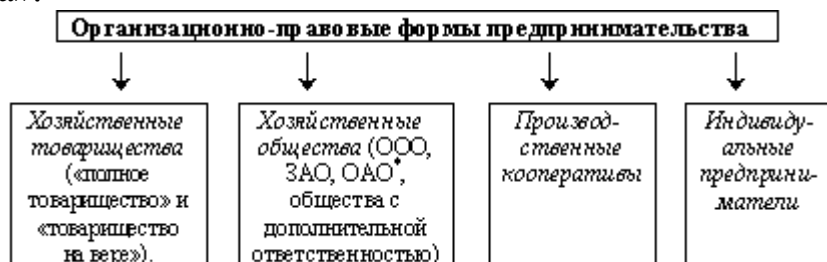 Организационно-правовые формы предпринимательства
Хозяйственные
товарищества
(«полное
товарищество» и
«товарищество
на вере»).
Хозяйственные
общества (ООО,
ЗАО, ОАО*,
общества с
дополнительной
ответственностью)
Производ-
ственные
кооперативы
Индивиду-
альные
предприни-
матели